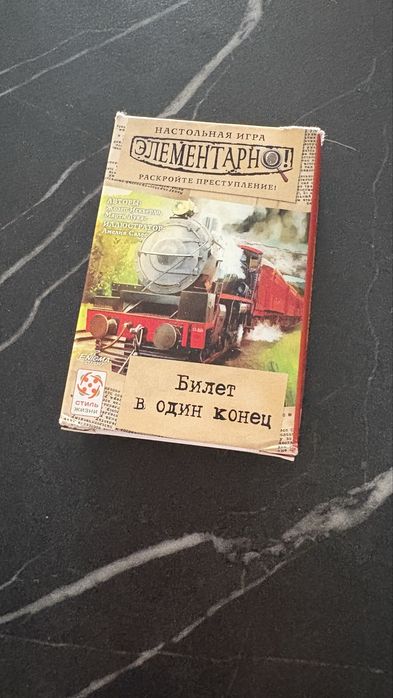 НАСТОЛЬНАЯ ИГРА
ЭЛЕМЕНТАРНО!
РАСКРОЙТЕ ПРЕСТУПЛЕНИЕ!
АВТОРЫ:
ИЛЛЮСТРАТОР:
Билет
в один конец
СТИЛЬ
ЖИЗНИ